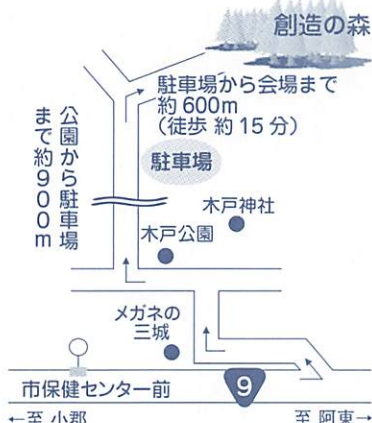 創造の森
駐車場から会場まで
約600m
（徒歩 約15分）
駐車場
公園から駐車場
まで約900m
木戸神社
木戸公園
メガネの
三城
市保健センター前
9
←至 小郡
至 阿東→